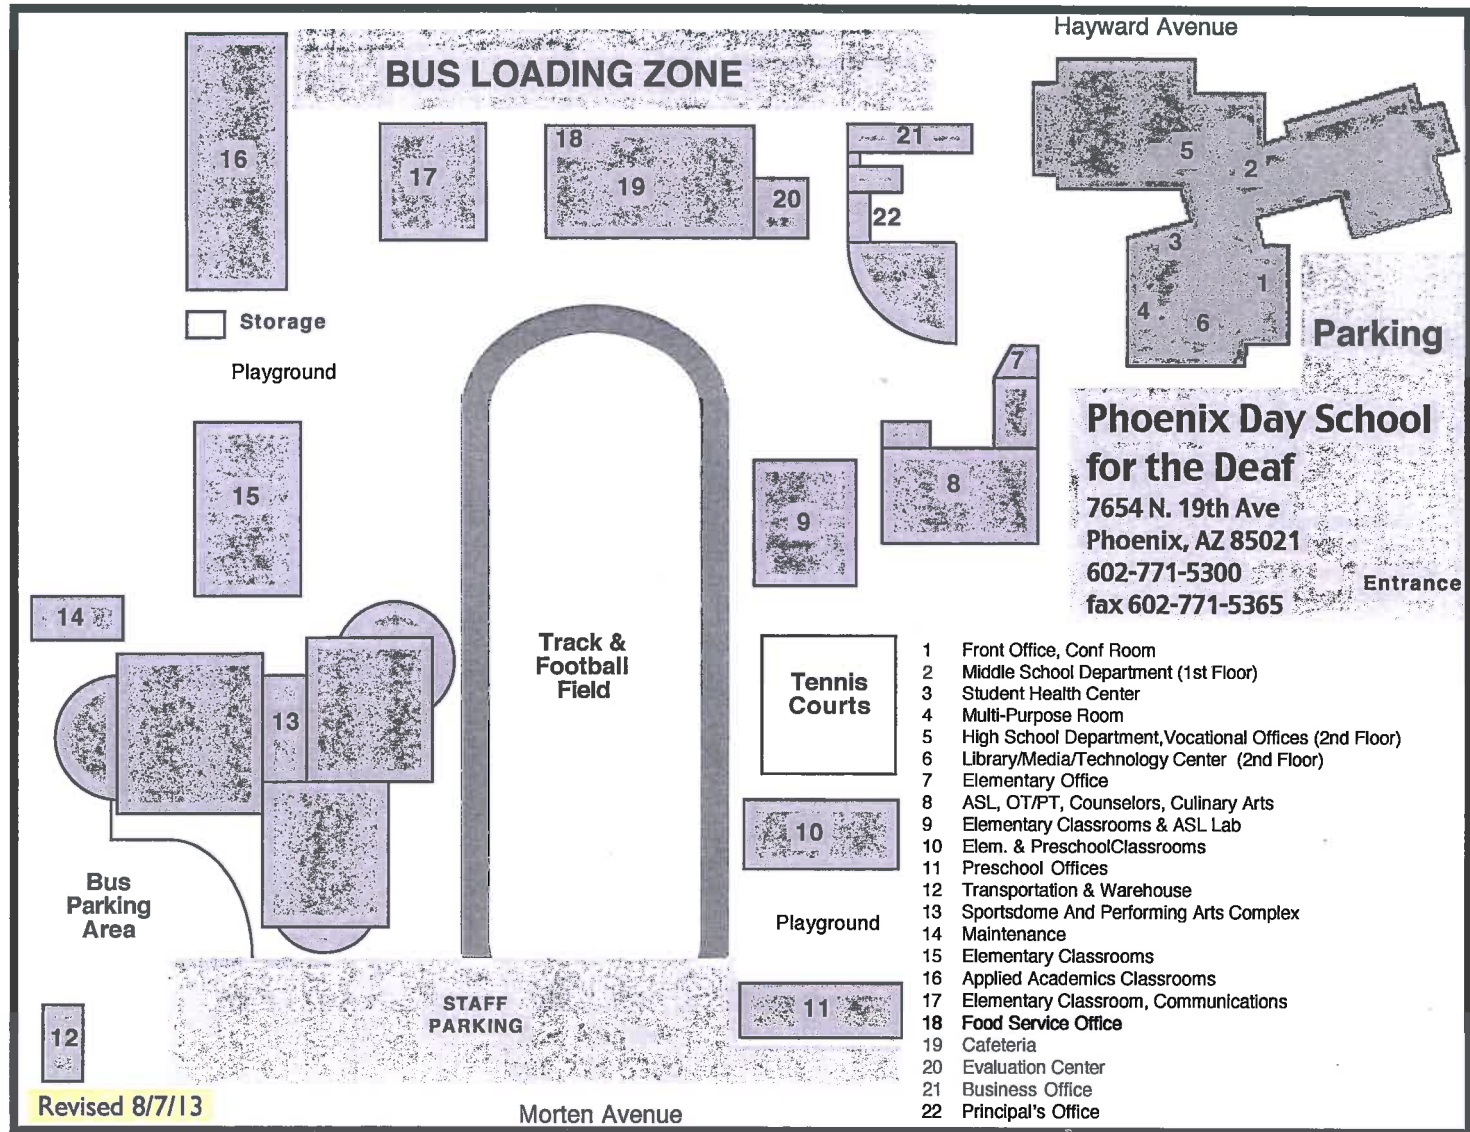 Hayward Avenue
BUS LOADING ZONE
16
17
18
19
20
21
22
5
2
3
1
4
6
Parking
Storage
Playground
7
Phoenix Day School
for the Deaf
7654 N. 19th Ave
Phoenix, AZ 85021
602-771-5300
fax 602-771-5365
Entrance
15
8
9
14
13
Track &
Football
Field
Tennis
Courts
10
Bus
Parking
Area
Playground
STAFF
PARKING
11
12
Revised 8/7/13
Morten Avenue
1 Front Office, Conf Room
2 Middle School Department (1st Floor)
3 Student Health Center
4 Multi-Purpose Room
5 High School Department,Vocational Offices (2nd Floor)
6 Library/Media/Technology Center (2nd Floor)
7 Elementary Office
8 ASL, OT/PT, Counselors, Culinary Arts
9 Elementary Classrooms & ASL Lab
10 Elem. & PreschoolClassrooms
11 Preschool Offices
12 Transportation & Warehouse
13 Sportsdome And Performing Arts Complex
14 Maintenance
15 Elementary Classrooms
16 Applied Academics Classrooms
17 Elementary Classroom, Communications
18 Food Service Office
19 Cafeteria
20 Evaluation Center
21 Business Office
22 Principal's Office